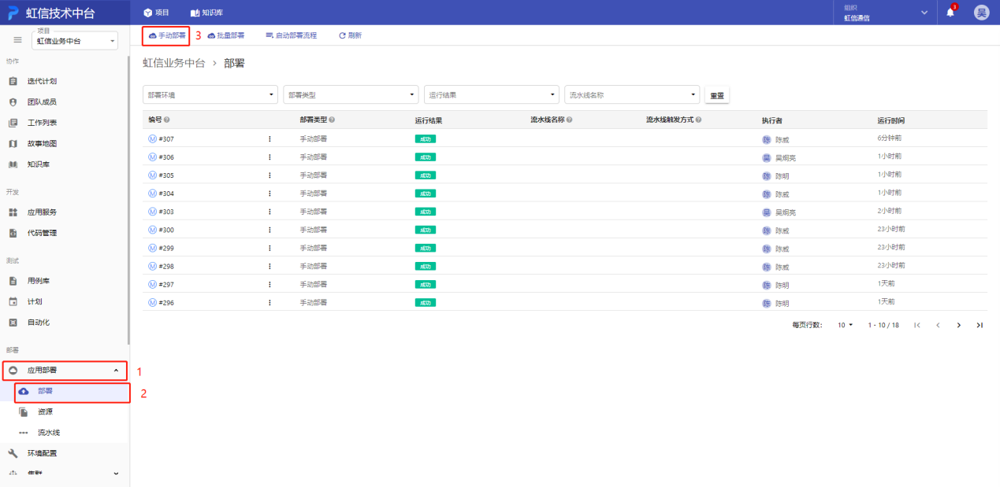 虹信技术中台
项目
知识库
组织
虹信通信
3
吴
项目
虹信业务中台
手动部署
3
批量部署
启动部署流程
刷新
协作
迭代计划
团队成员
工作列表
故事地图
知识库
开发
应用服务
代码管理
测试
用例库
计划
自动化
部署
应用部署
1
部署
2
资源
流水线
环境配置
集群
虹信业务中台 > 部署
部署环境
部署类型
运行结果
流水线名称
重置
编号 部署类型 运行结果 流水线名称 流水线触发方式 执行者 运行时间
M #307 手动部署 成功 陈 陈威 6分钟前
M #306 手动部署 成功 吴 吴炯亮 1小时前
M #305 手动部署 成功 陈 陈明 1小时前
M #304 手动部署 成功 陈 陈威 1小时前
M #303 手动部署 成功 吴 吴炯亮 2小时前
M #300 手动部署 成功 陈 陈威 23小时前
M #299 手动部署 成功 陈 陈威 23小时前
M #298 手动部署 成功 陈 陈威 23小时前
M #297 手动部署 成功 陈 陈明 1天前
M #296 手动部署 成功 陈 陈明 1天前
每页行数: 10 1 - 10 / 18